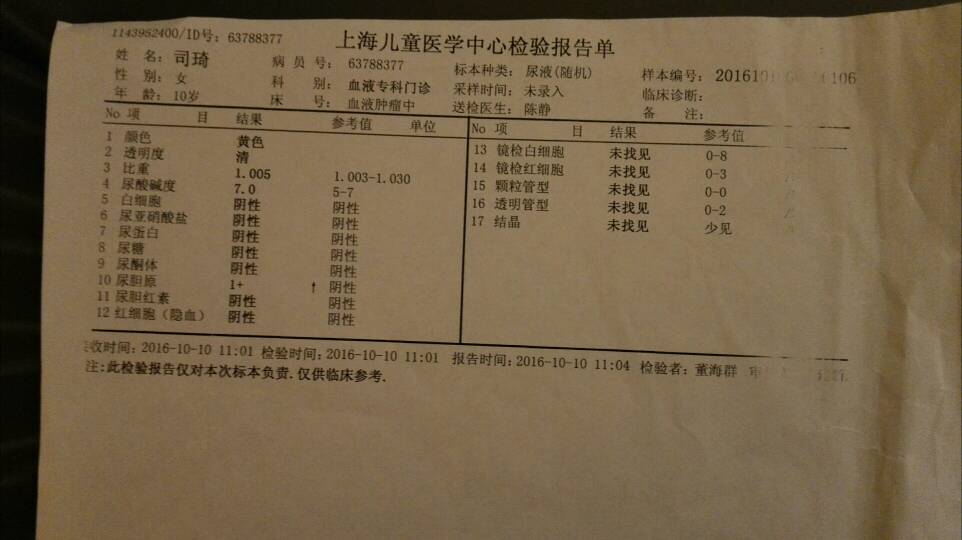 1143952400/ID号: 63788377
上海儿童医学中心检验报告单
姓 名: 司琦 病 员 号: 63788377 标本种类: 尿液(随机) 样本编号: 20161010
性 别: 女 科 别: 血液专科门诊 采样时间: 未录入 临床诊断:
年 龄: 10岁 床 号: 血液肿瘤中 送检医生: 陈静 备 注:
No 项 目 结果 参考值 单位
1 颜色 黄色
2 透明度 清
3 比重 1.005 1.003-1.030
4 尿酸碱度 7.0 5-7
5 白细胞 阴性 阴性
6 尿亚硝酸盐 阴性 阴性
7 尿蛋白 阴性 阴性
8 尿糖 阴性 阴性
9 尿酮体 阴性 阴性
10 尿胆原 1+ ↑ 阴性
11 尿胆红素 阴性 阴性
12 红细胞(隐血) 阴性 阴性
No 项 目 结果 参考值
13 镜检白细胞 未找见 0-8
14 镜检红细胞 未找见 0-3
15 颗粒管型 未找见 0-0
16 透明管型 未找见 0-2
17 结晶 未找见 少见
收时间: 2016-10-10 11:01 检验时间: 2016-10-10 11:01 报告时间: 2016-10-10 11:04 检验者: 董海群
注: 此检验报告仅对本次标本负责. 仅供临床参考.